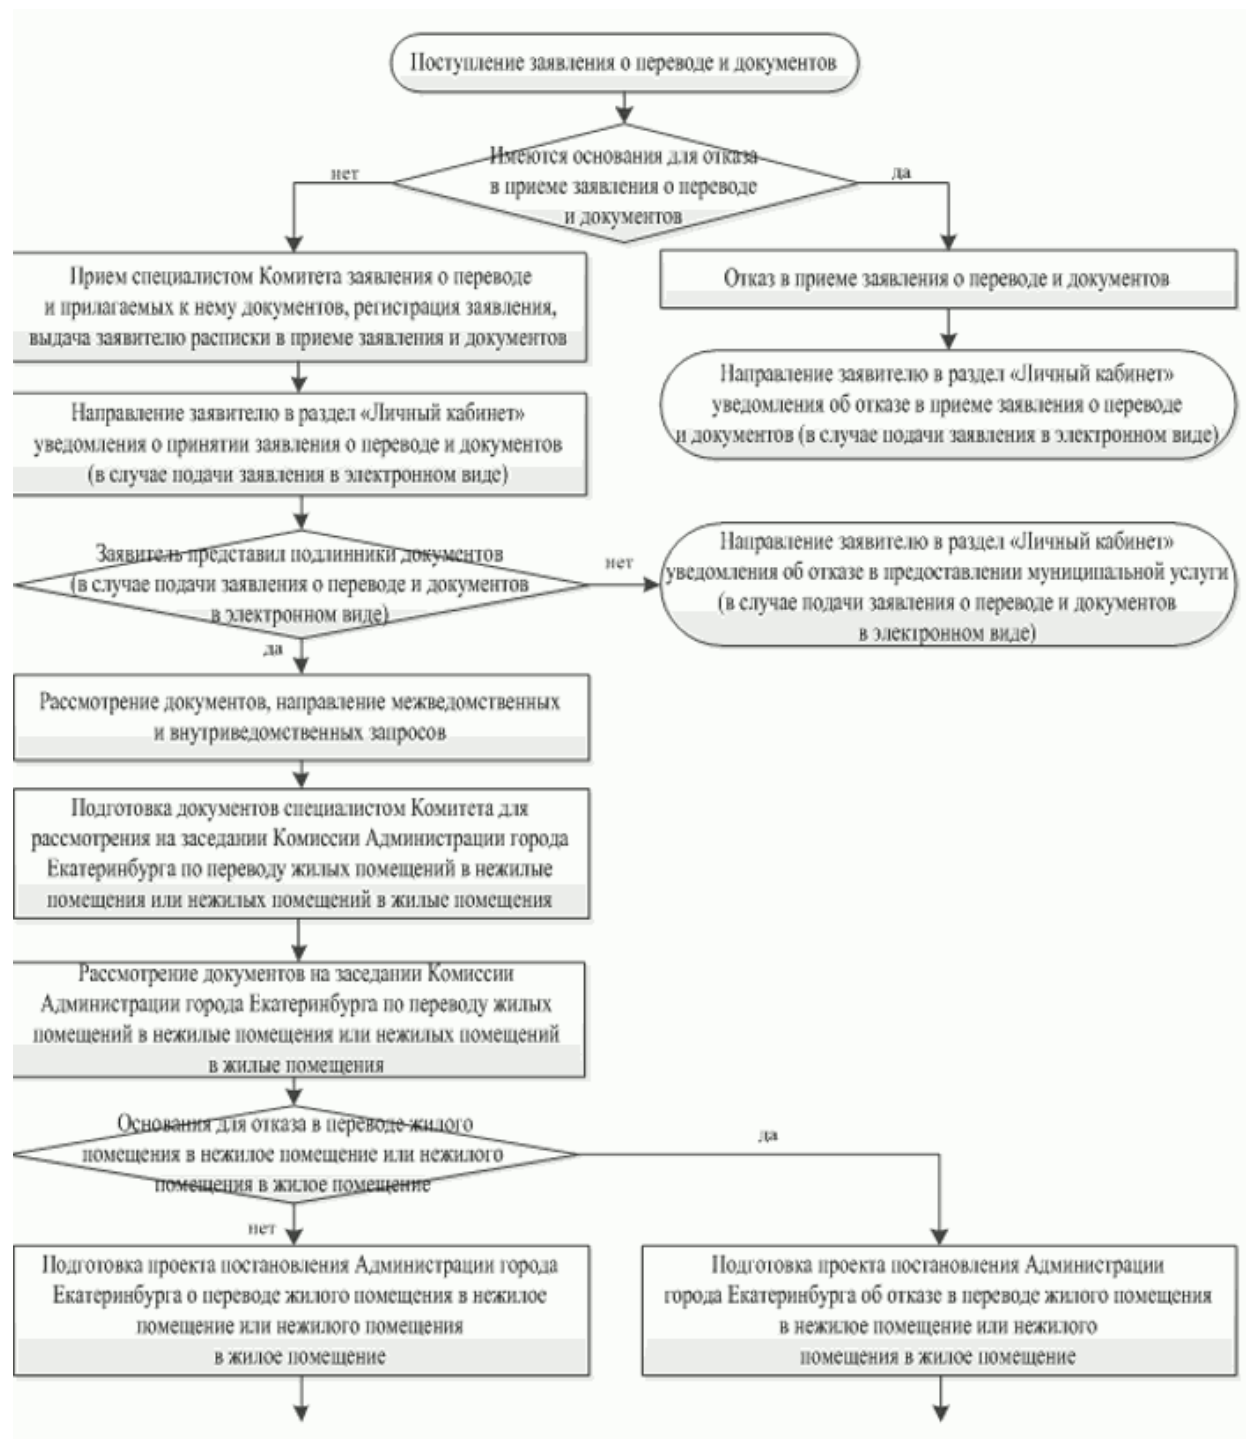 Поступление заявления о переводе и документов
Имеются основания для отказа
в приеме заявления о переводе
и документов
нет
да
Прием специалистом Комитета заявления о переводе
и прилагаемых к нему документов, регистрация заявления,
выдача заявителю расписки в приеме заявления и документов
Отказ в приеме заявления о переводе и документов
Направление заявителю в раздел «Личный кабинет»
уведомления об отказе в приеме заявления о переводе
и документов (в случае подачи заявления в электронном виде)
Направление заявителю в раздел «Личный кабинет»
уведомления о принятии заявления о переводе и документов
(в случае подачи заявления в электронном виде)
Заявитель представил подлинники документов
(в случае подачи заявления о переводе и документов
в электронном виде)
нет
Направление заявителю в раздел «Личный кабинет»
уведомления об отказе в предоставлении муниципальной услуги
(в случае подачи заявления о переводе и документов
в электронном виде)
да
Рассмотрение документов, направление межведомственных
и внутриведомственных запросов
Подготовка документов специалистом Комитета для
рассмотрения на заседании Комиссии Администрации города
Екатеринбурга по переводу жилых помещений в нежилые
помещения или нежилых помещений в жилые помещения
Рассмотрение документов на заседании Комиссии
Администрации города Екатеринбурга по переводу жилых
помещений в нежилые помещения или нежилых помещений
в жилые помещения
Основания для отказа в переводе жилого
помещения в нежилое помещение или нежилого
помещения в жилое помещение
да
нет
Подготовка проекта постановления Администрации города
Екатеринбурга о переводе жилого помещения в нежилое
помещение или нежилого помещения
в жилое помещение
Подготовка проекта постановления Администрации
города Екатеринбурга об отказе в переводе жилого помещения
в нежилое помещение или нежилого
помещения в жилое помещение